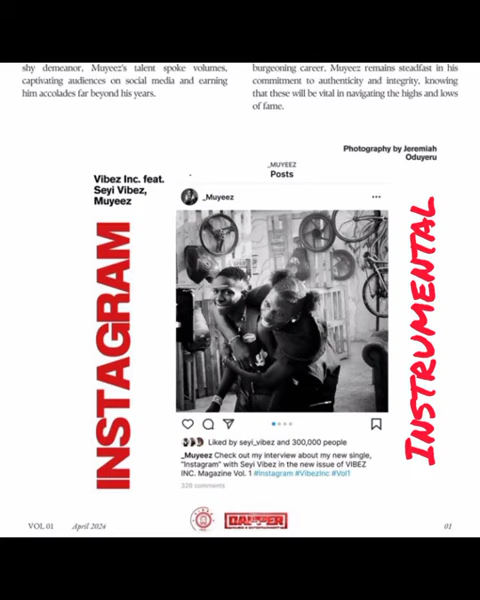 shy demeanor, Muyeez's talent spoke volumes,
captivating audiences on social media and earning
him accolades far beyond his years.
burgeoning career, Muyeez remains steadfast in his
commitment to authenticity and integrity, knowing
that these will be vital in navigating the highs and lows
of fame.
Photography by Jeremiah
Oduyeru
Vibez Inc. feat.
Seyi Vibez,
Muyeez
INSTAGRAM
_MUYEEZ
Posts
_Muyeez
Liked by seyi_vibez and 300,000 people
_Muyeez Check out my interview about my new single,
"Instagram" with Seyi Vibez in the new issue of VIBEZ
INC. Magazine Vol. 1 #Instagram #VibezInc #Vol1
326 comments
INSTRUMENTAL
VOL 01 April 2024
DAPPER
MUSIC & ENTERTAINMENT
01